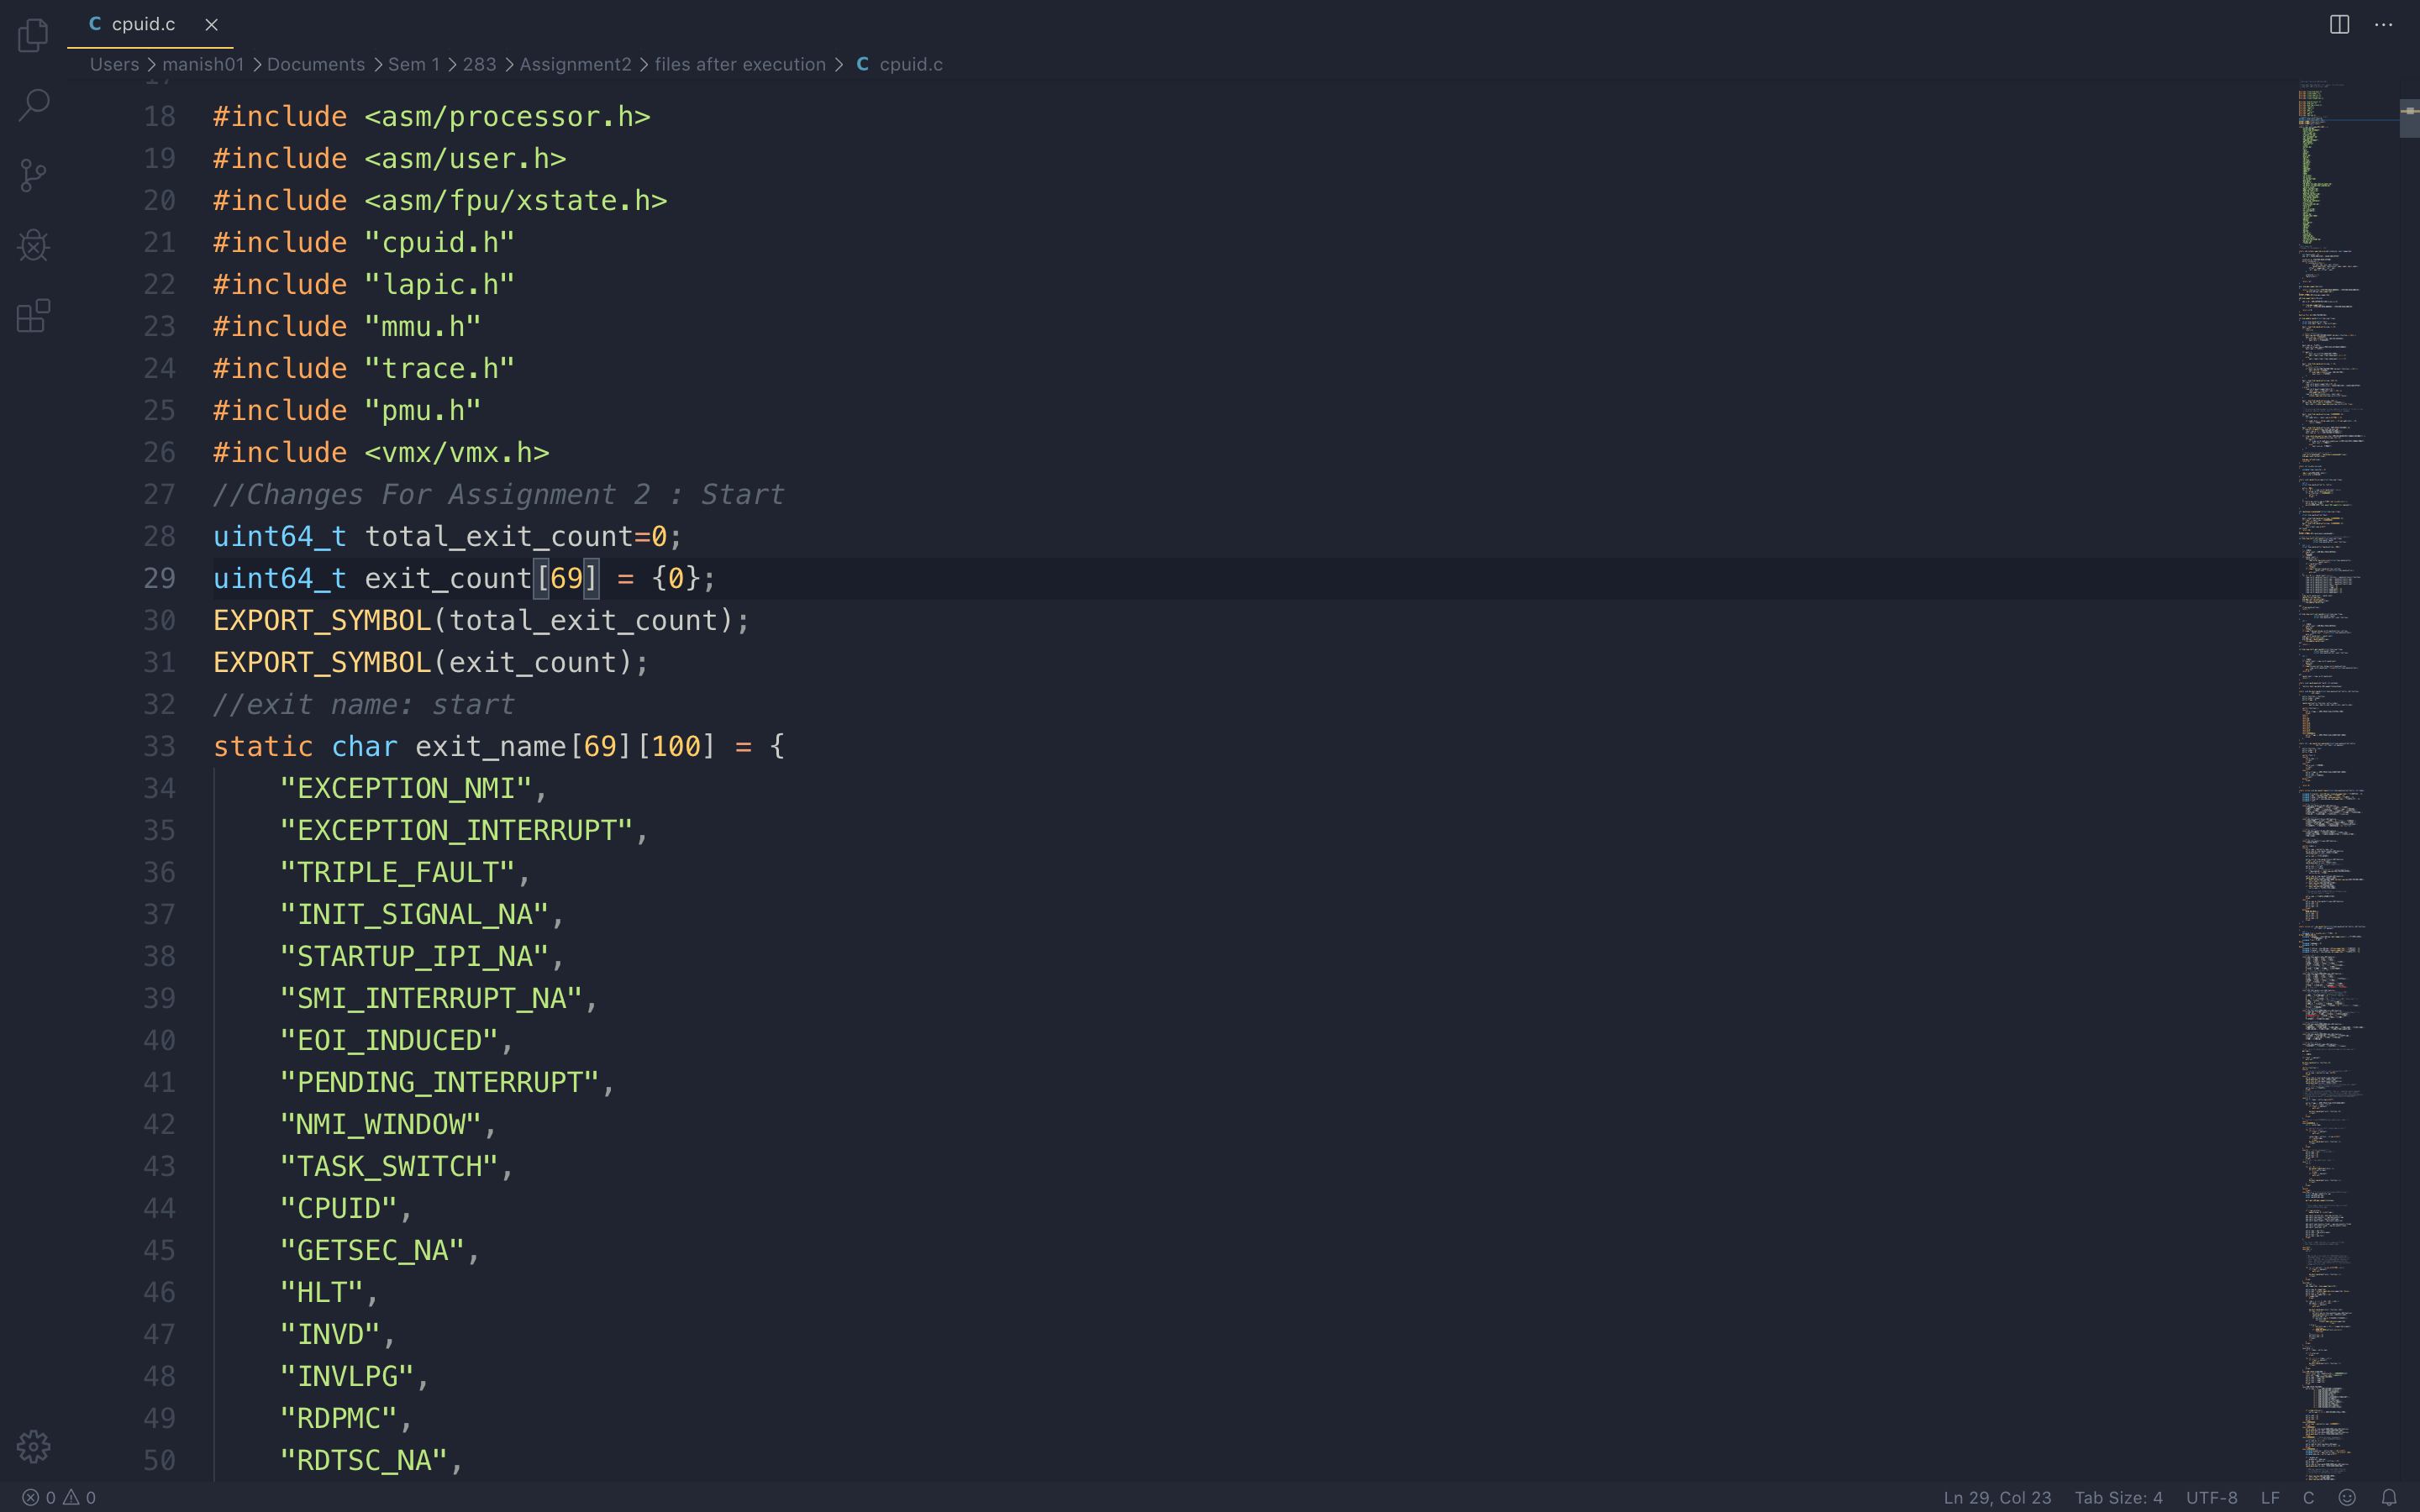 C cpuid.c
Users > manish01 > Documents > Sem 1 > 283 > Assignment2 > files after execution > C cpuid.c
18 #include <asm/processor.h>
19 #include <asm/user.h>
20 #include <asm/fpu/xstate.h>
21 #include "cpuid.h"
22 #include "lapic.h"
23 #include "mmu.h"
24 #include "trace.h"
25 #include "pmu.h"
26 #include <vmx/vmx.h>
27 //Changes For Assignment 2 : Start
28 uint64_t total_exit_count=0;
29 uint64_t exit_count[69] = {0};
30 EXPORT_SYMBOL(total_exit_count);
31 EXPORT_SYMBOL(exit_count);
32 //exit name: start
33 static char exit_name[69][100] = {
34 "EXCEPTION_NMI",
35 "EXCEPTION_INTERRUPT",
36 "TRIPLE_FAULT",
37 "INIT_SIGNAL_NA",
38 "STARTUP_IPI_NA",
39 "SMI_INTERRUPT_NA",
40 "EOI_INDUCED",
41 "PENDING_INTERRUPT",
42 "NMI_WINDOW",
43 "TASK_SWITCH",
44 "CPUID",
45 "GETSEC_NA",
46 "HLT",
47 "INVD",
48 "INVLPG",
49 "RDPMC",
50 "RDTSC_NA",
0 0 Ln 29, Col 23 Tab Size: 4 UTF-8 LF C